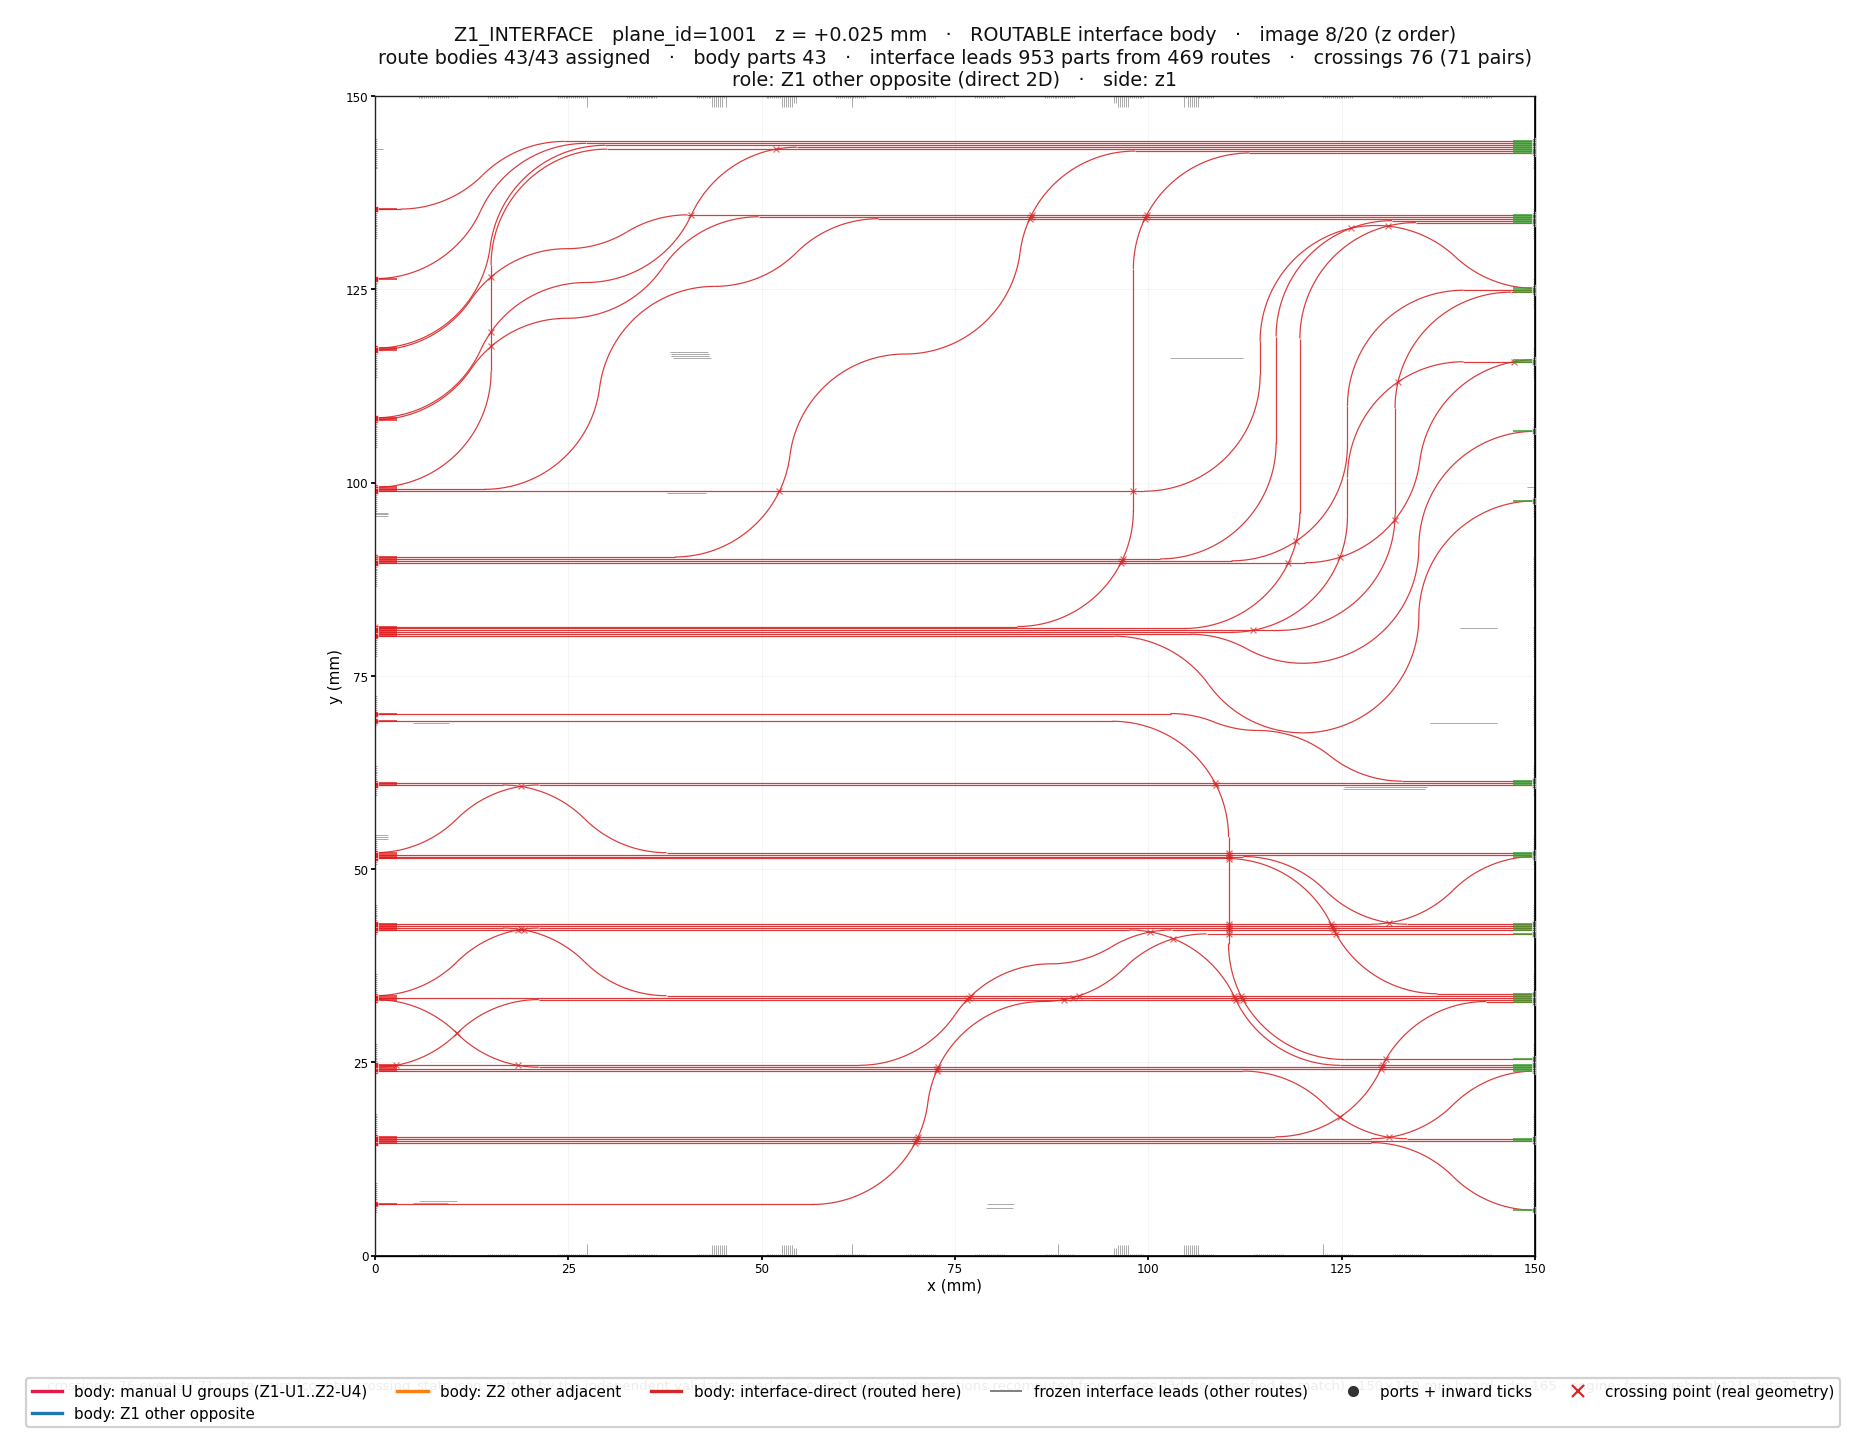 Z1_INTERFACE plane_id=1001 z = +0.025 mm · ROUTABLE interface body · image 8/20 (z order)
route bodies 43/43 assigned · body parts 43 · interface leads 953 parts from 469 routes · crossings 76 (71 pairs)
role: Z1 other opposite (direct 2D) · side: z1
150
125
100
75
50
25
0
y (mm)
0 25 50 75 100 125 150
x (mm)
body: manual U groups (Z1-U1..Z2-U4)
body: Z1 other opposite
body: Z2 other adjacent
body: interface-direct (routed here)
frozen interface leads (other routes)
ports + inward ticks
crossing point (real geometry)